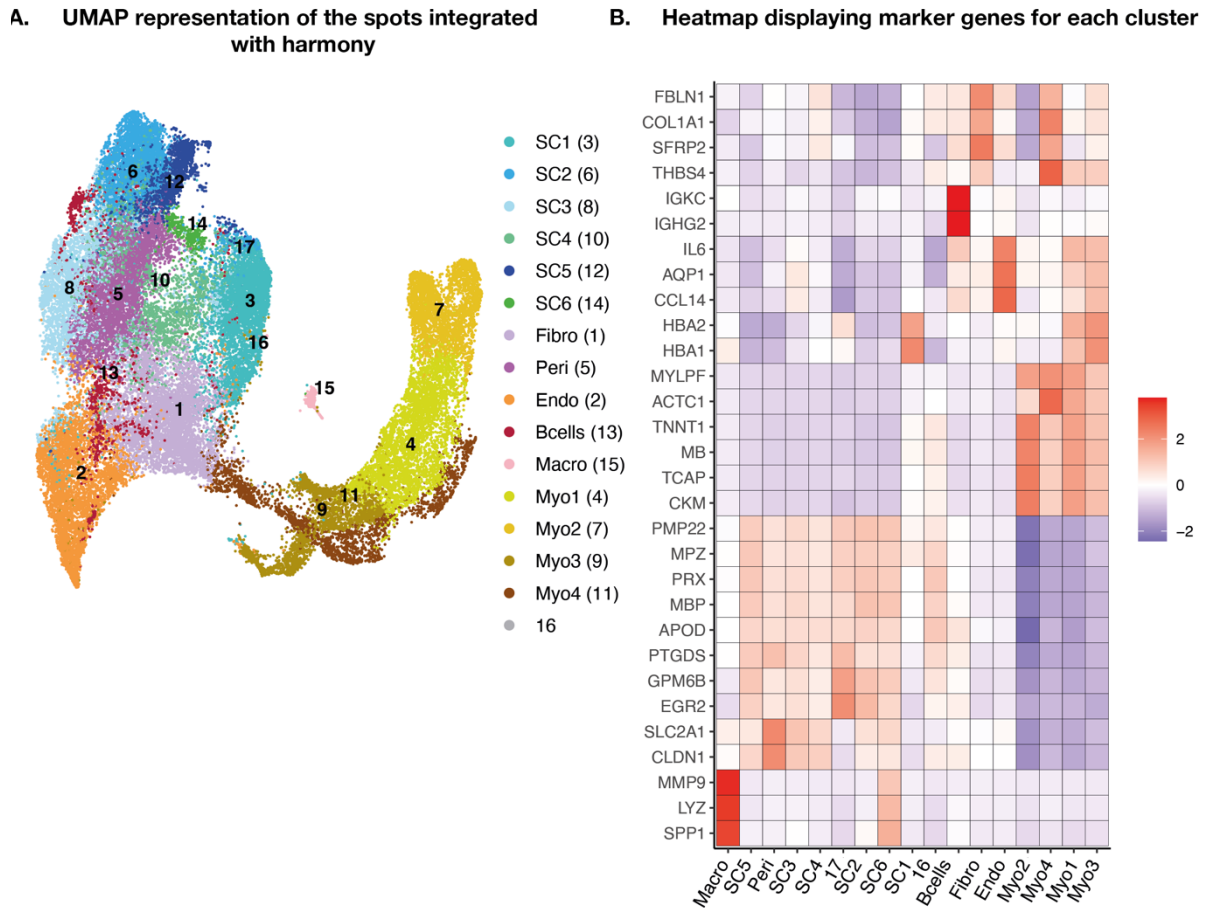 A. UMAP representation of the spots integrated
with harmony
6
12
14
17
8
5
10
3
16
13
1
15
2
7
4
11
9
SC1 (3)
SC2 (6)
SC3 (8)
SC4 (10)
SC5 (12)
SC6 (14)
Fibro (1)
Peri (5)
Endo (2)
Bcells (13)
Macro (15)
Myo1 (4)
Myo2 (7)
Myo3 (9)
Myo4 (11)
16
B. Heatmap displaying marker genes for each cluster
FBLN1
COL1A1
SFRP2
THBS4
IGKC
IGHG2
IL6
AQP1
CCL14
HBA2
HBA1
MYLPF
ACTC1
TNNT1
MB
TCAP
CKM
PMP22
MPZ
PRX
MBP
APOD
PTGDS
GPM6B
EGR2
SLC2A1
CLDN1
MMP9
LYZ
SPP1
Macro
SC5
Peri
SC3
SC4
17
SC2
SC6
SC1
16
Bcells
Fibro
Endo
Myo2
Myo4
Myo1
Myo3
2
0
−2